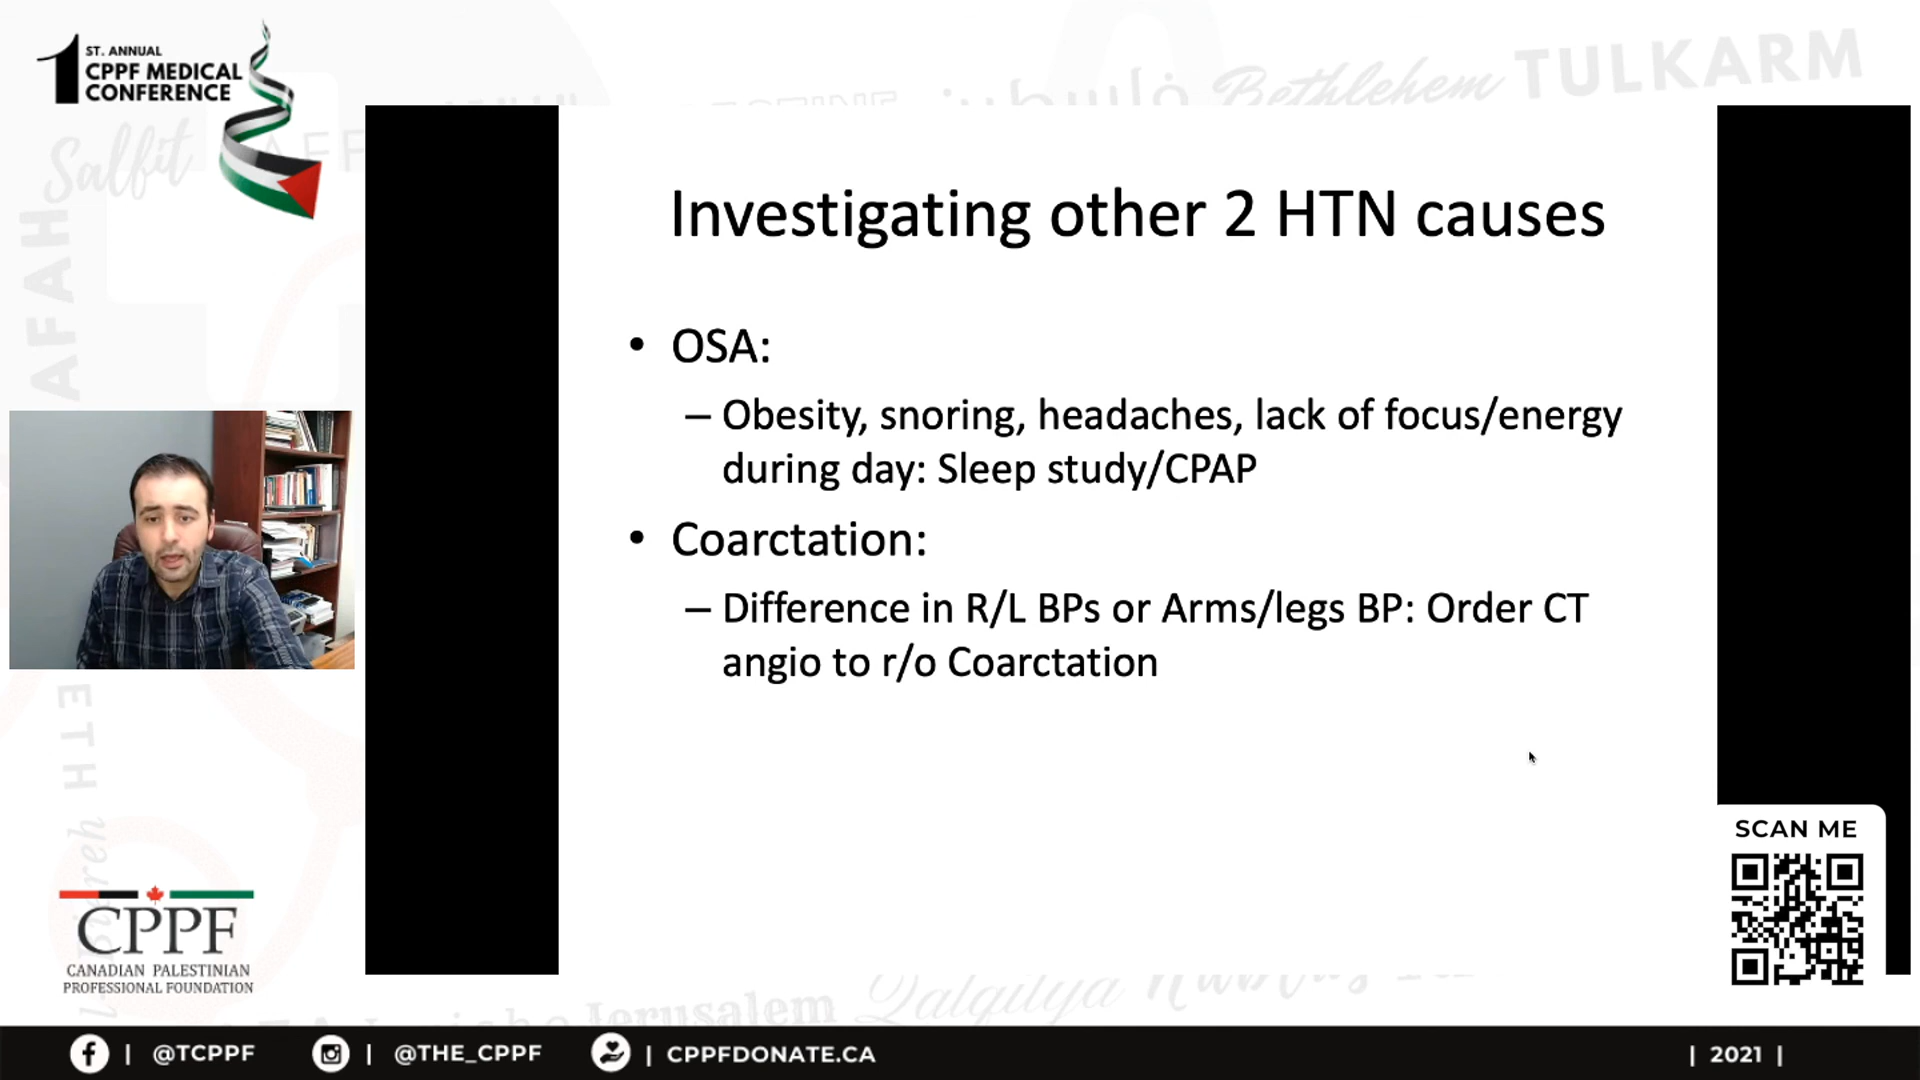 ST. ANNUAL
1 CPPF MEDICAL
CONFERENCE
Salfit
Bethlehem
TULKARM
AFAH
Investigating other 2 HTN causes
• OSA:
– Obesity, snoring, headaches, lack of focus/energy
during day: Sleep study/CPAP
• Coarctation:
– Difference in R/L BPs or Arms/legs BP: Order CT
angio to r/o Coarctation
SCAN ME
CPPF
CANADIAN PALESTINIAN
PROFESSIONAL FOUNDATION
Jerusalem
Qalqilya
| @TCPPF
| @THE_CPPF
| CPPFDONATE.CA
| 2021 |